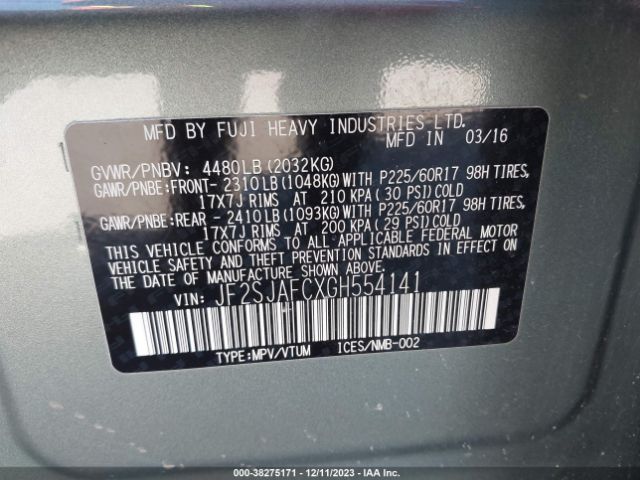 MFD BY FUJI HEAVY INDUSTRIES LTD.
MFD IN 03/16
GVWR/PNBV: 4480LB(2032KG)
GAWR/PNBE:FRONT- 2310LB(1048KG)WITH P225/60R17 98H TIRES,
17X7J RIMS AT 210 KPA(30 PSI)COLD
GAWR/PNBE:REAR - 2410LB(1093KG)WITH P225/60R17 98H TIRES,
17X7J RIMS AT 200 KPA(29 PSI)COLD
THIS VEHICLE CONFORMS TO ALL APPLICABLE FEDERAL MOTOR
VEHICLE SAFETY AND THEFT PREVENTION STANDARDS IN EFFECT ON
THE DATE OF MANUFACTURE SHOWN ABOVE.
VIN: JF2SJAFCXGH554141
TYPE:MPV/VTUM ICES/NMB-002
000-38275171 - 12/11/2023 - IAAI.com